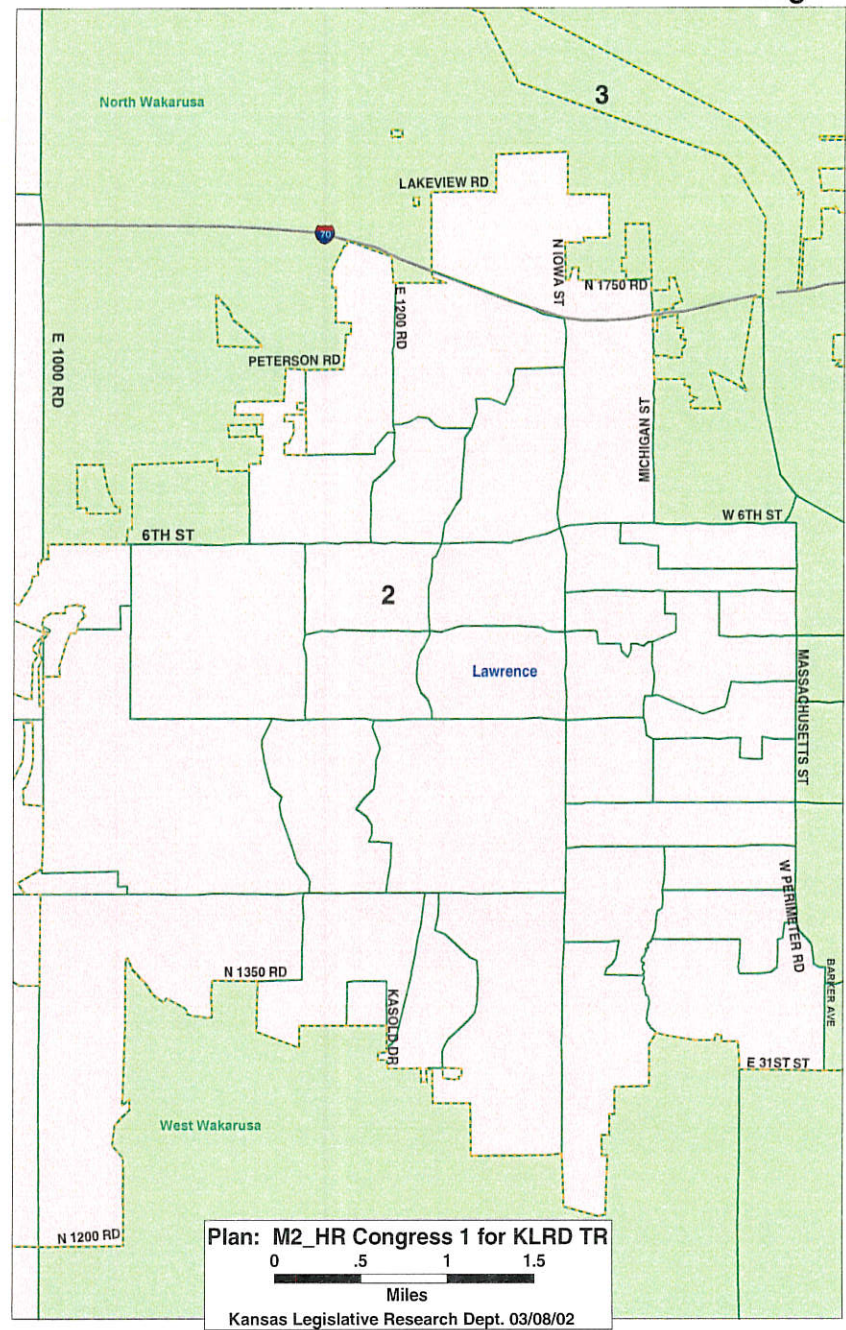 North Wakarusa
3
LAKEVIEW RD
70
N IOWA ST
N 1750 RD
E 1200 RD
E 1000 RD
PETERSON RD
MICHIGAN ST
W 6TH ST
6TH ST
2
Lawrence
MASSACHUSETTS ST
W PERIMETER RD
BARKER AVE
N 1350 RD
KASOLD DR
E 31ST ST
West Wakarusa
N 1200 RD
Plan: M2_HR Congress 1 for KLRD TR
0 .5 1 1.5
Miles
Kansas Legislative Research Dept. 03/08/02